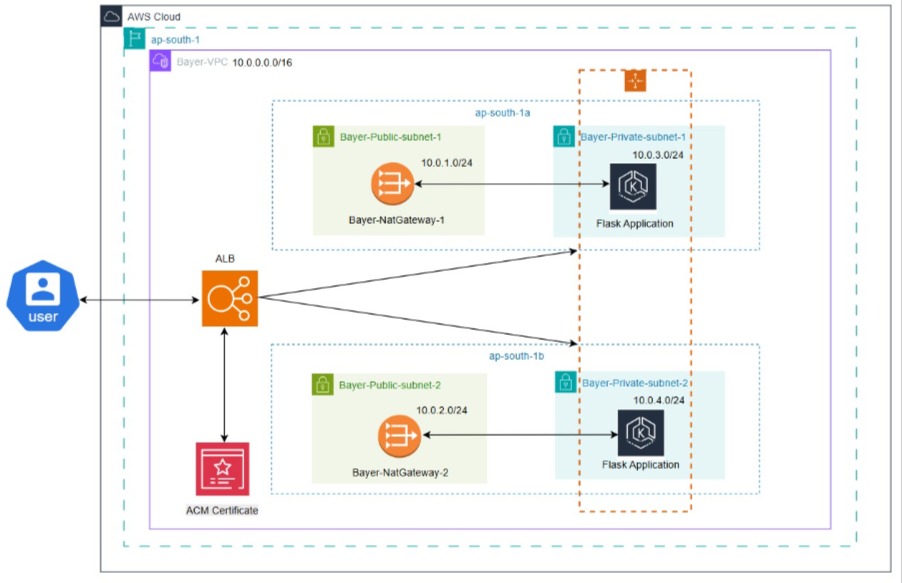 AWS Cloud
ap-south-1
Bayer-VPC 10.0.0.0.0/16
ap-south-1a
Bayer-Public-subnet-1
10.0.1.0/24
Bayer-NatGateway-1
Bayer-Private-subnet-1
10.0.3.0/24
K
Flask Application
ALB
user
ap-south-1b
Bayer-Public-subnet-2
10.0.2.0/24
Bayer-NatGateway-2
Bayer-Private-subnet-2
10.0.4.0/24
K
Flask Application
ACM Certificate